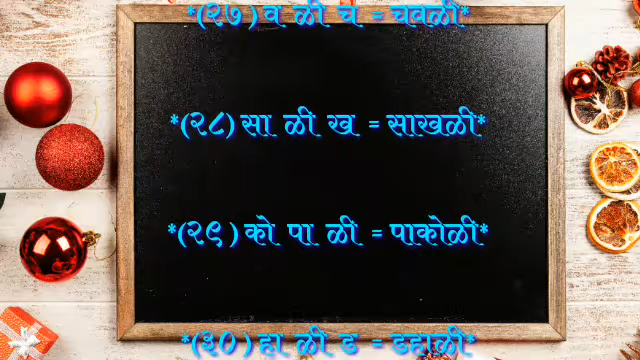 *(२७) व ळी च = चवळी*
*(२८) सा ळी ख = साखळी*
*(२९) को पा ळी = पाकोळी*
*(३०) हा ळी ड = डहाळी*